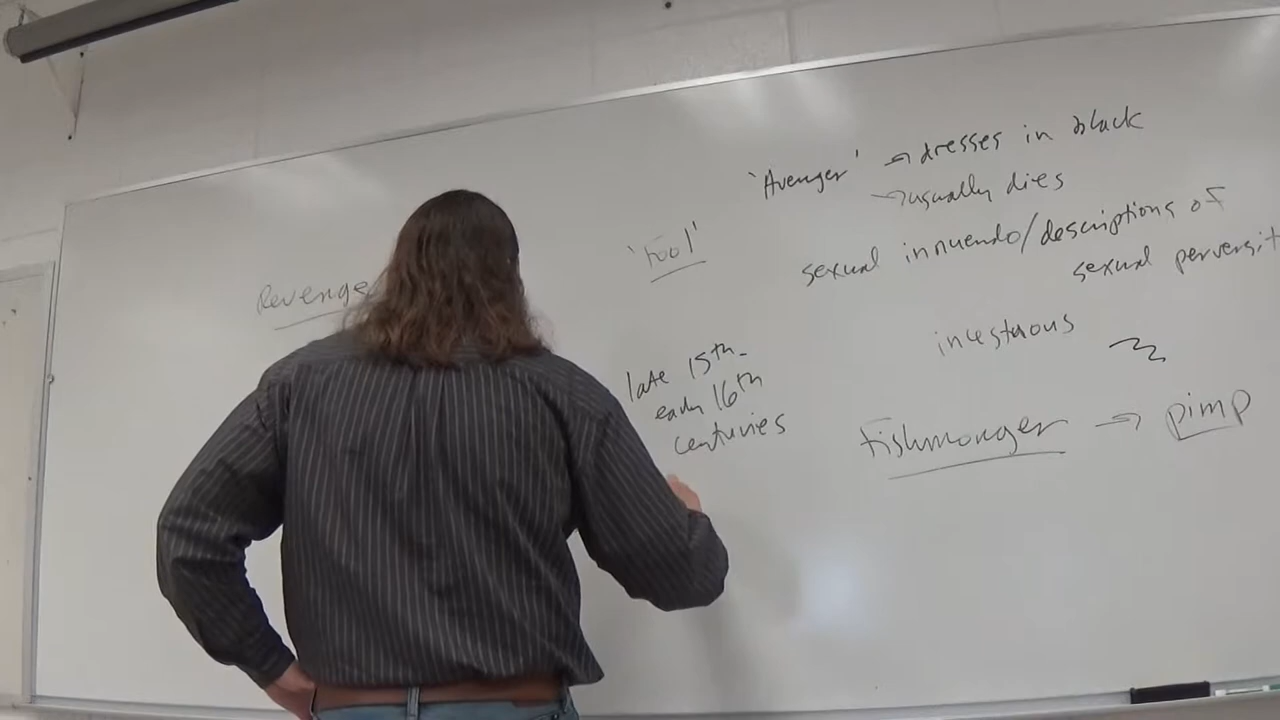 Revenge
'Fool'
late 15th-
early 16th
centuries
'Avenger' → dresses in black
→ usually dies
sexual innuendo/descriptions of
sexual perversit
incestuous
fishmonger → pimp